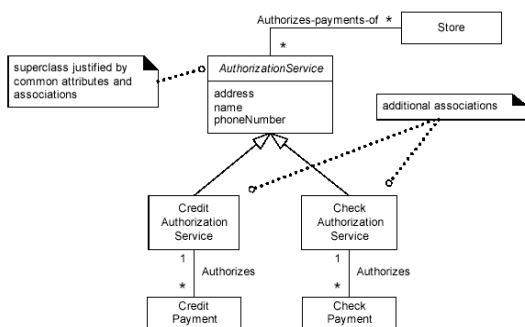 Authorizes-payments-of *
Store
*
superclass justified by
common attributes and
associations
AuthorizationService
address
name
phoneNumber
additional associations
Credit
Authorization
Service
Check
Authorization
Service
1
Authorizes
*
1
Authorizes
*
Credit
Payment
Check
Payment